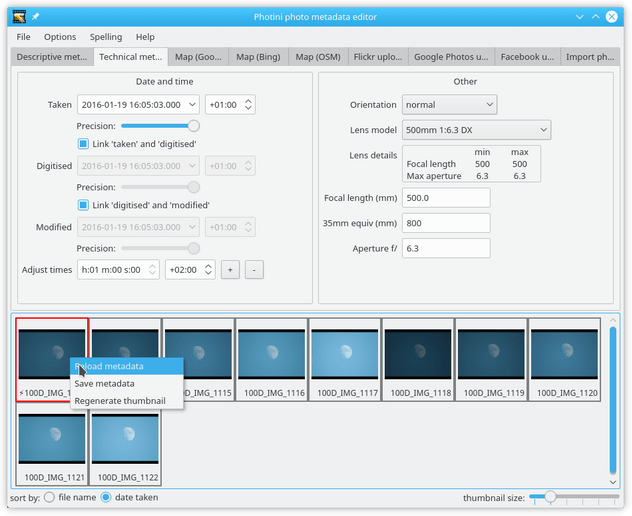 Photini photo metadata editor
File Options Spelling Help
Descriptive met... Technical met... Map (Goo... Map (Bing) Map (OSM) Flickr uplo... Google Photos u... Facebook u... Import ph...
Date and time
Taken 2016-01-19 16:05:03.000 +01:00
Precision:
Link 'taken' and 'digitised'
Digitised 2016-01-19 16:05:03.000 +01:00
Precision:
Link 'digitised' and 'modified'
Modified 2016-01-19 16:05:03.000 +01:00
Precision:
Adjust times h:01 m:00 s:00 +02:00 + -
Other
Orientation normal
Lens model 500mm 1:6.3 DX
Lens details min max
Focal length 500 500
Max aperture 6.3 6.3
Focal length (mm) 500.0
35mm equiv (mm) 800
Aperture f/ 6.3
Reload metadata
Save metadata
Regenerate thumbnail
100D_IMG_1116 100D_IMG_1117 100D_IMG_1118 100D_IMG_1119 100D_IMG_1120
100D_IMG_1121 100D_IMG_1122
sort by: file name date taken thumbnail size: